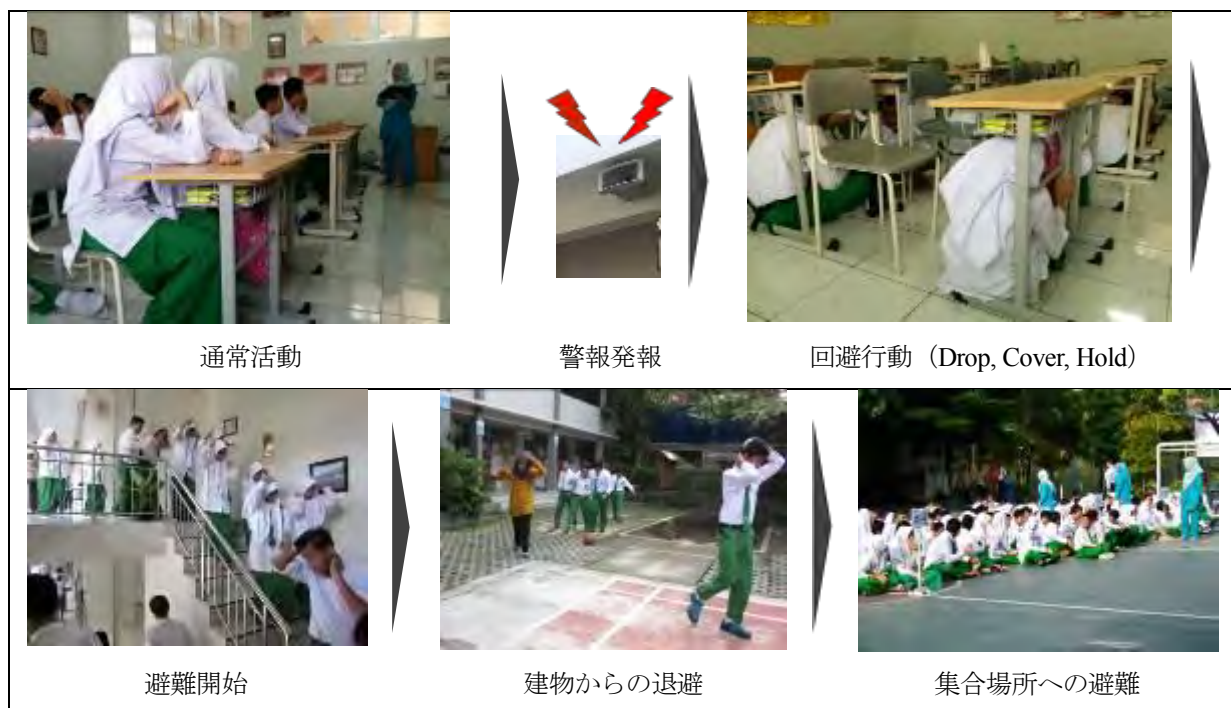 通常活動
警報発報
回避行動（Drop, Cover, Hold）
避難開始
建物からの退避
集合場所への避難